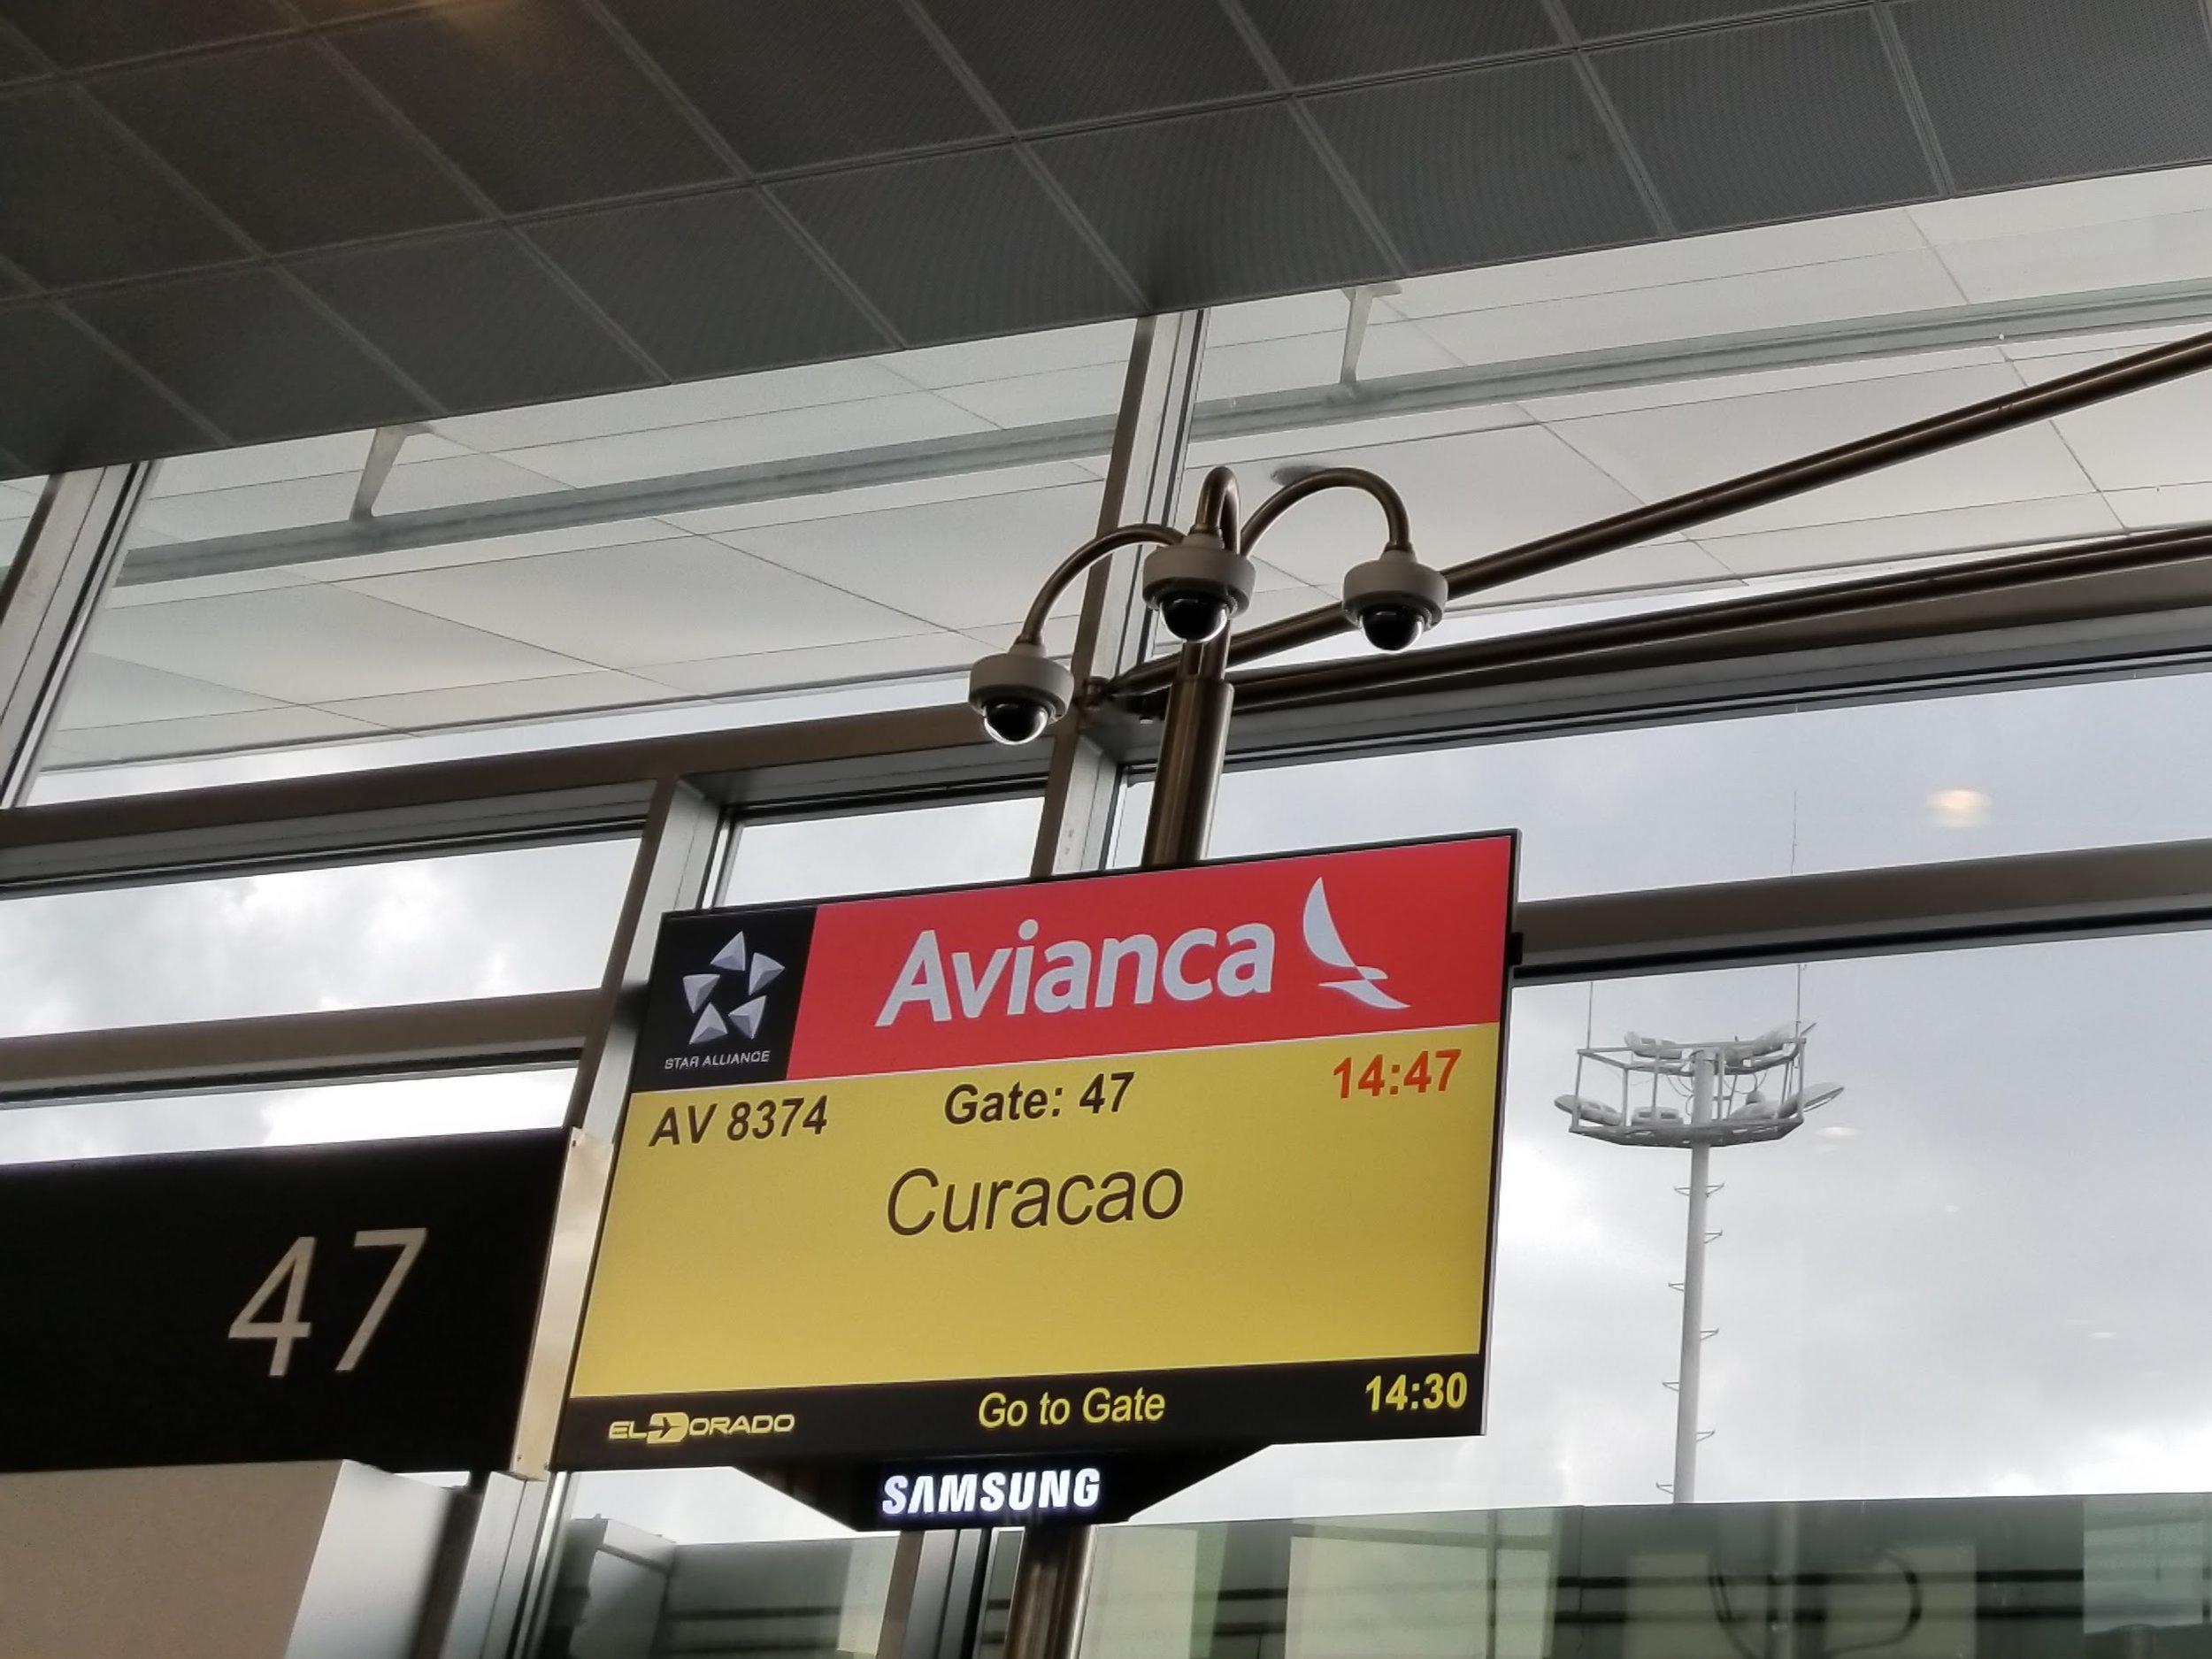 Avianca
STAR ALLIANCE
AV 8374
Gate: 47
14:47
Curacao
47
EL DORADO
Go to Gate
14:30
SAMSUNG